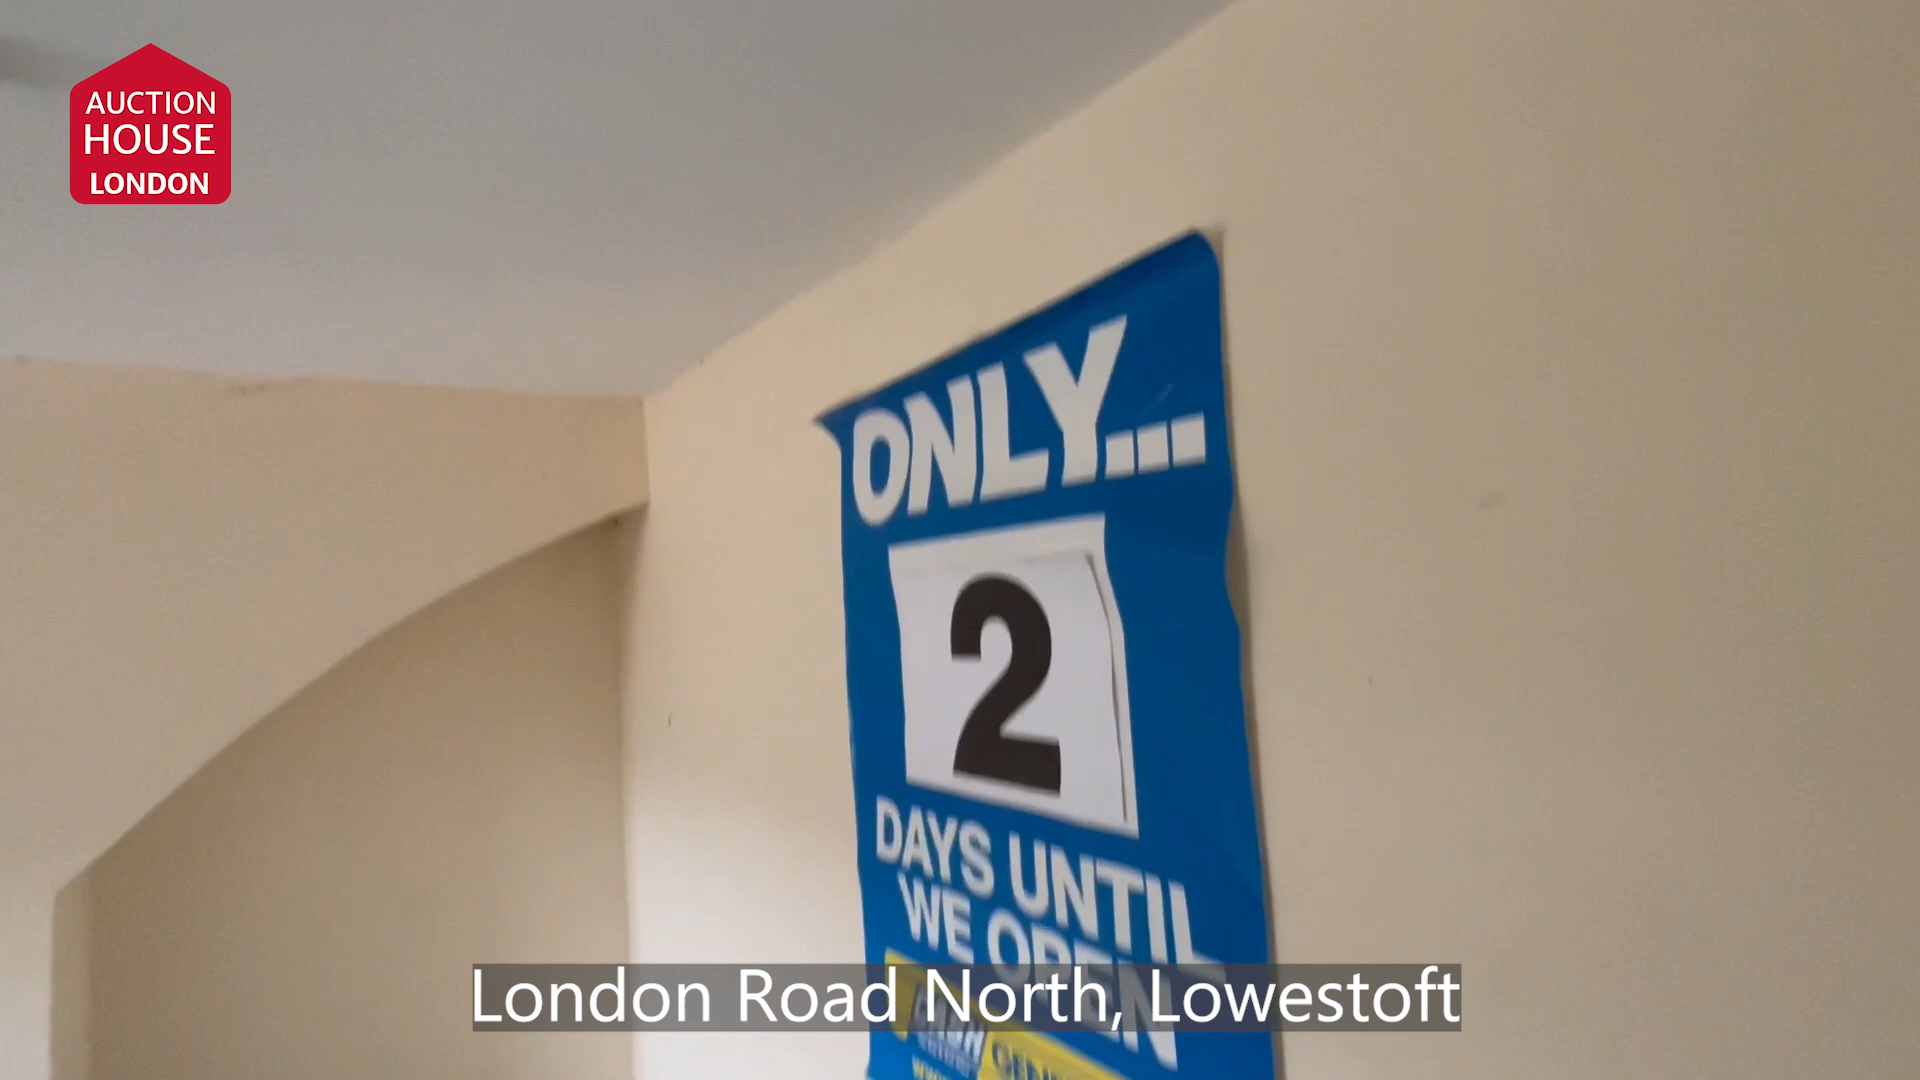 AUCTION
HOUSE
LONDON
ONLY...
2
DAYS UNTIL
WE OPEN
London Road North, Lowestoft